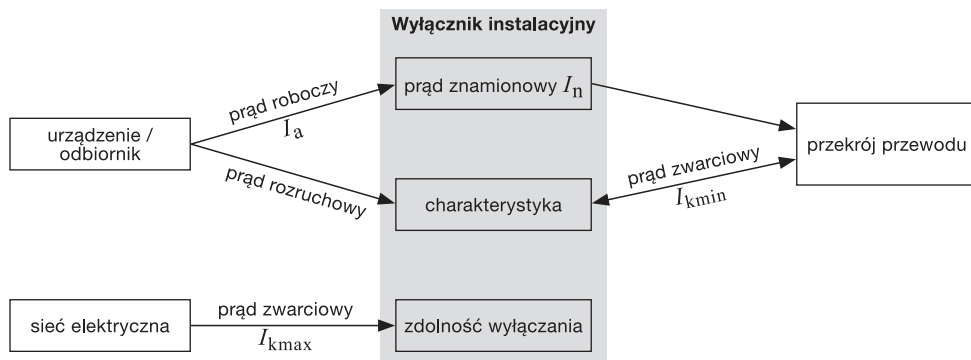 Wyłącznik instalacyjny
urządzenie /
odbiornik
prąd roboczy
Ia
prąd rozruchowy
prąd znamionowy In
charakterystyka
prąd zwarciowy
Ikmin
przekrój przewodu
sieć elektryczna
prąd zwarciowy
Ikmax
zdolność wyłączania